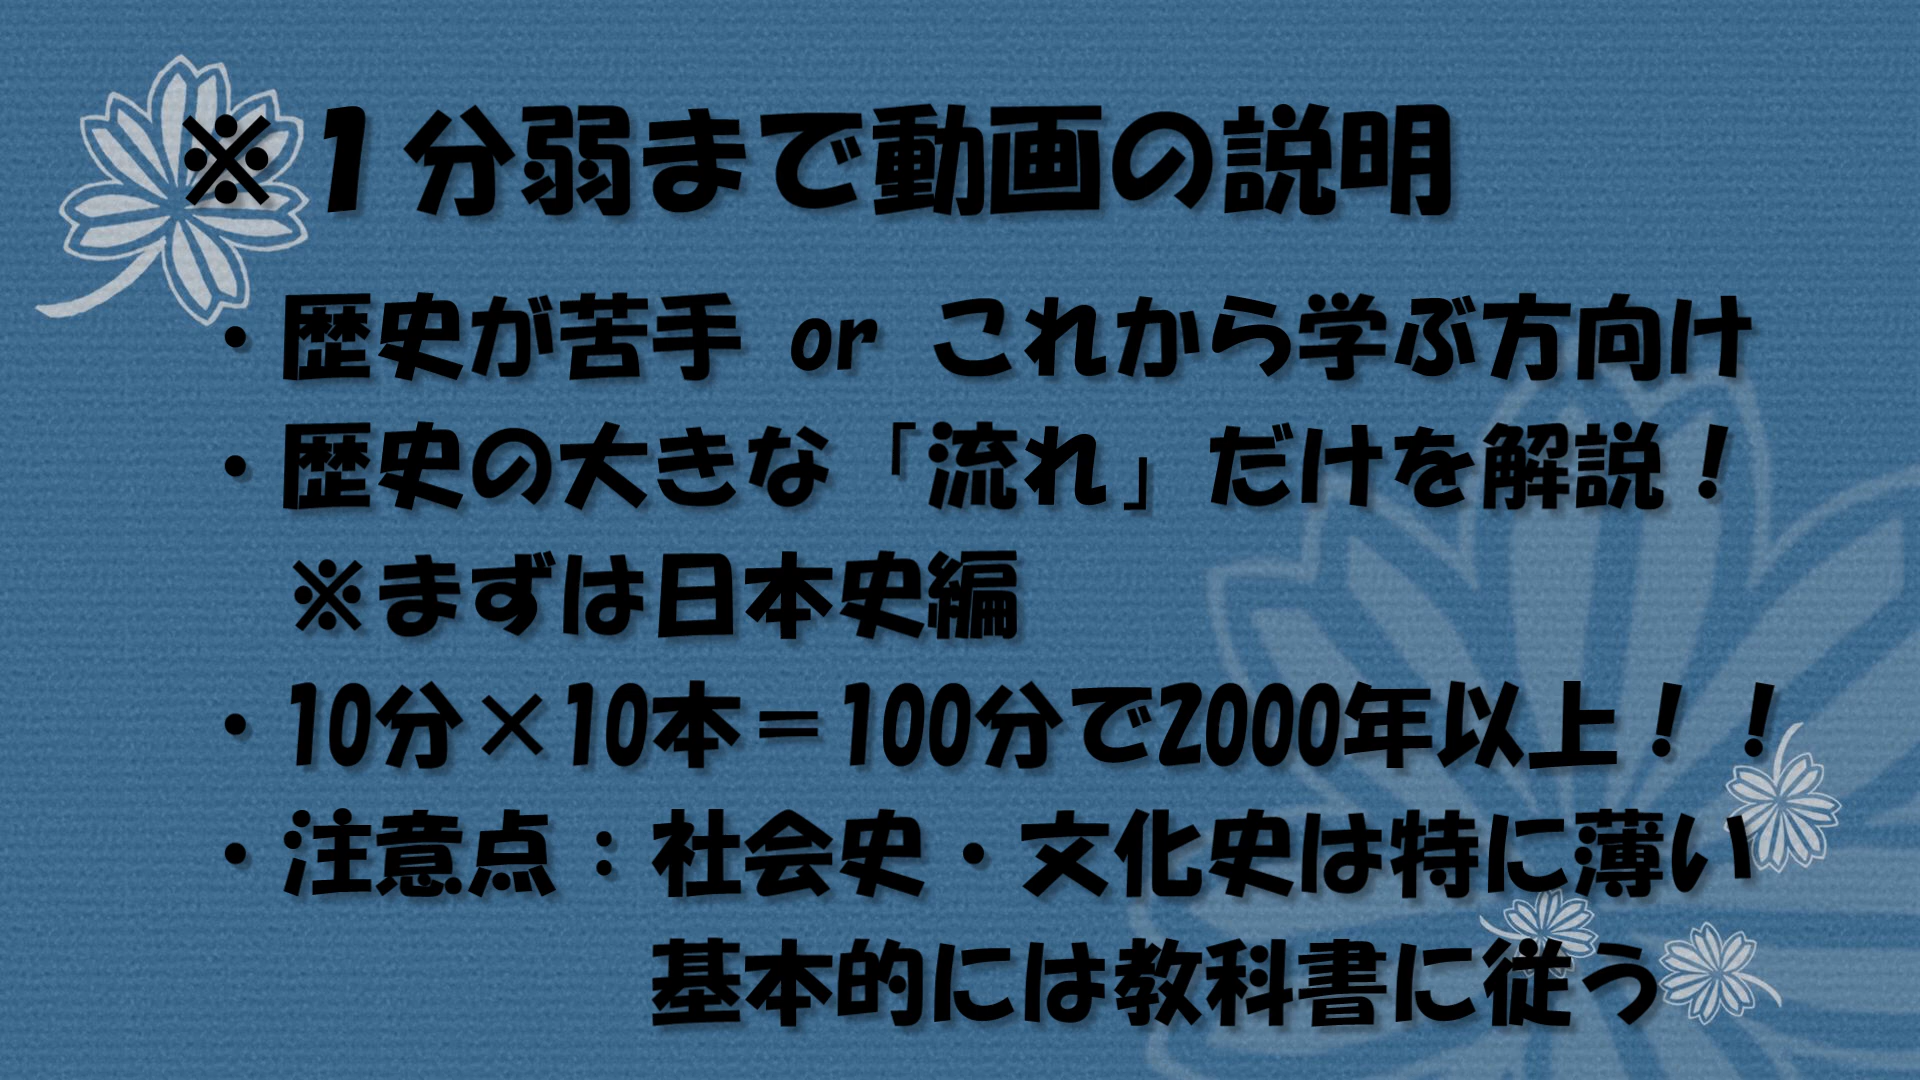 ※１分弱まで動画の説明
・歴史が苦手 or これから学ぶ方向け
・歴史の大きな「流れ」だけを解説！
※まずは日本史編
・10分×10本＝100分で2000年以上！！
・注意点：社会史・文化史は特に薄い
基本的には教科書に従う